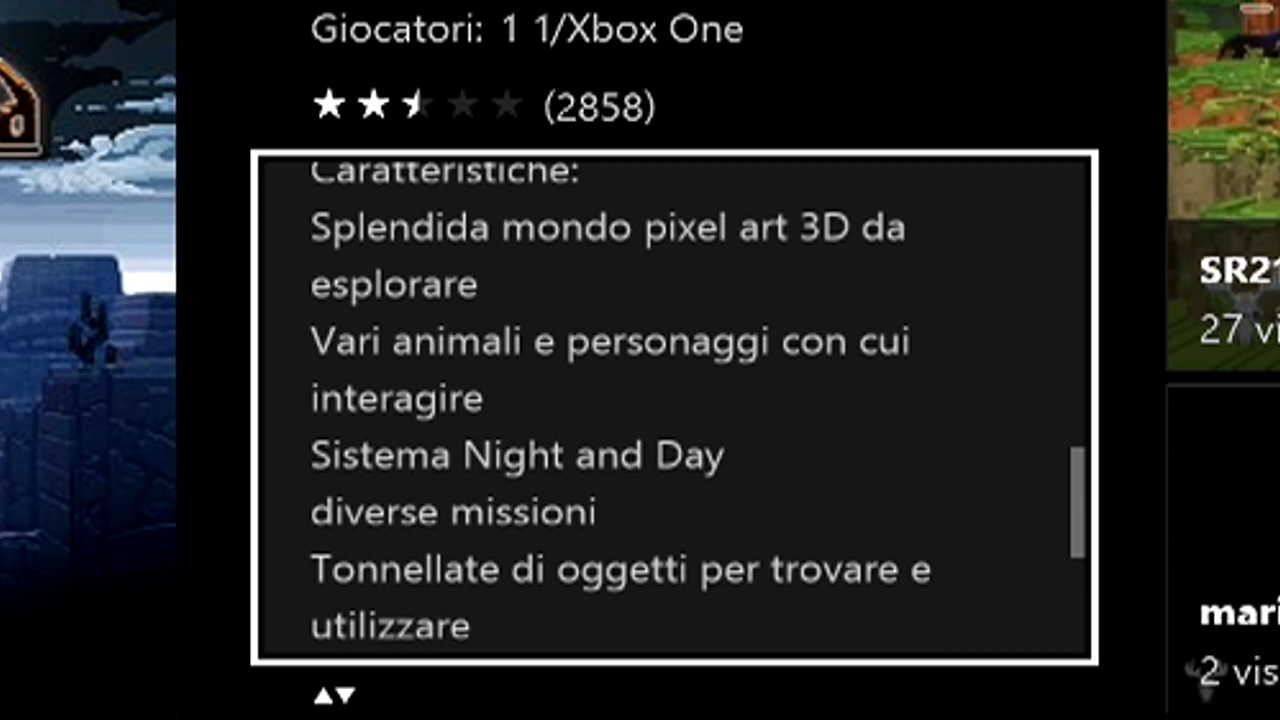 Giocatori: 1 1/Xbox One
(2858)
Caratteristiche:
Splendida mondo pixel art 3D da
esplorare
Vari animali e personaggi con cui
interagire
Sistema Night and Day
diverse missioni
Tonnellate di oggetti per trovare e
utilizzare
SR21
27 vi
mari
2 vis